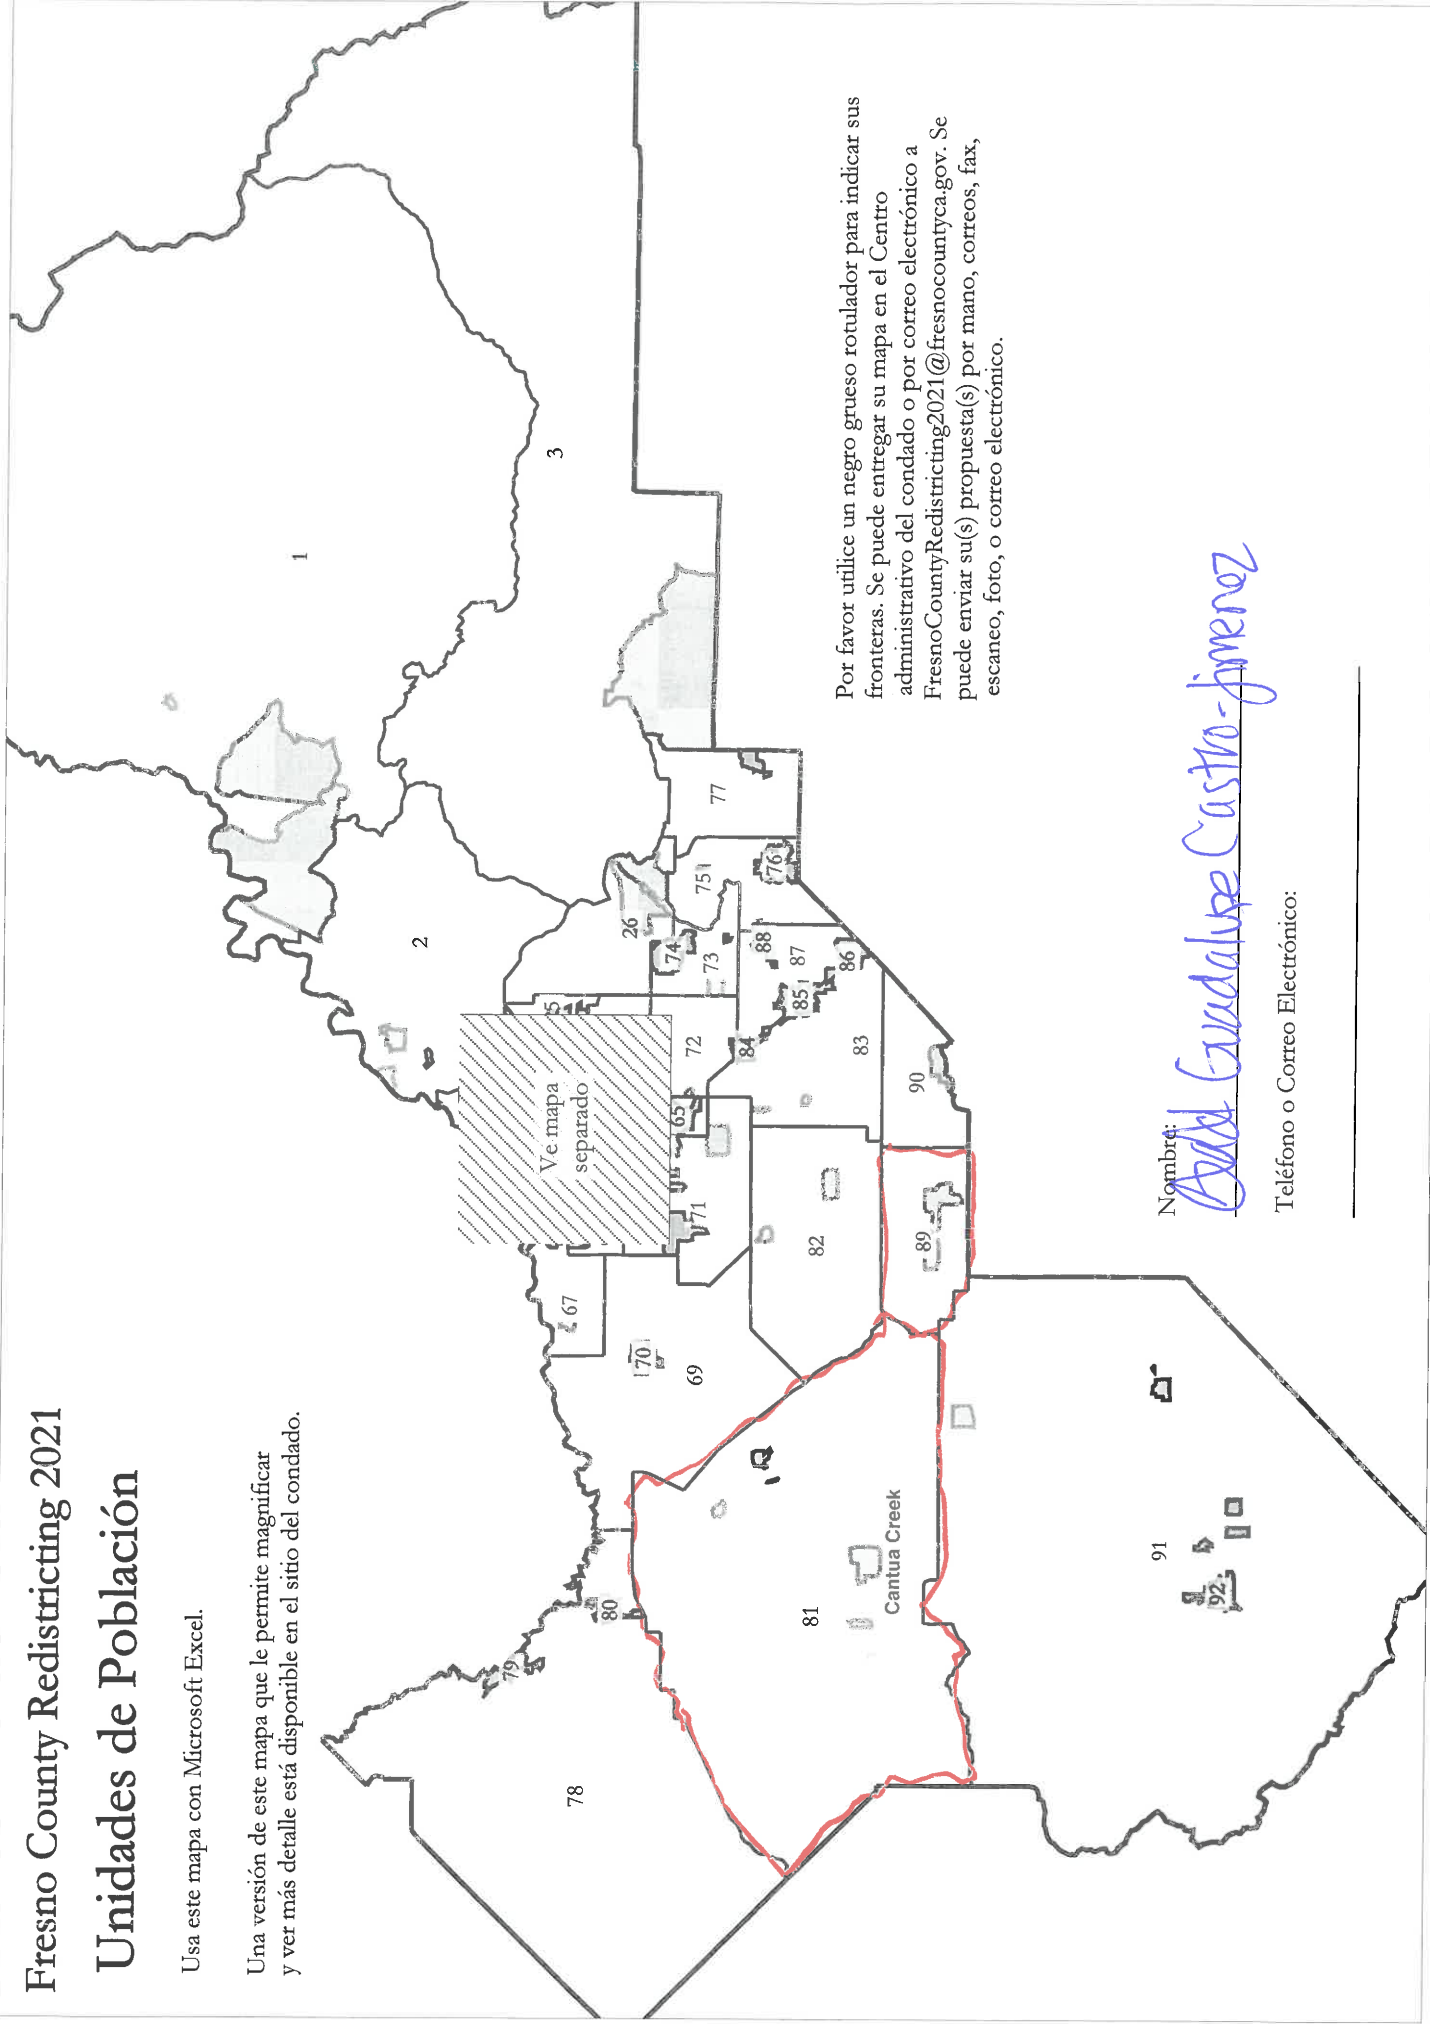 Fresno County Redistricting 2021
Unidades de Población
Usa este mapa con Microsoft Excel.
Una versión de este mapa que le permite magnificar
y ver más detalle está disponible en el sitio del condado.
1
2
3
Ve mapa
separado
5
26
65
67
69
70
71
72
73
74
75
76
77
78
79
80
81
82
83
84
85
86
87
88
89
90
91
92
Cantua Creek
Por favor utilice un negro grueso rotulador para indicar sus
fronteras. Se puede entregar su mapa en el Centro
administrativo del condado o por correo electrónico a
FresnoCountyRedistricting2021@fresnocountyca.gov. Se
puede enviar su(s) propuesta(s) por mano, correos, fax,
escaneo, foto, o correo electrónico.
Nombre:
Guadalupe Castro-jimenez
Teléfono o Correo Electrónico: